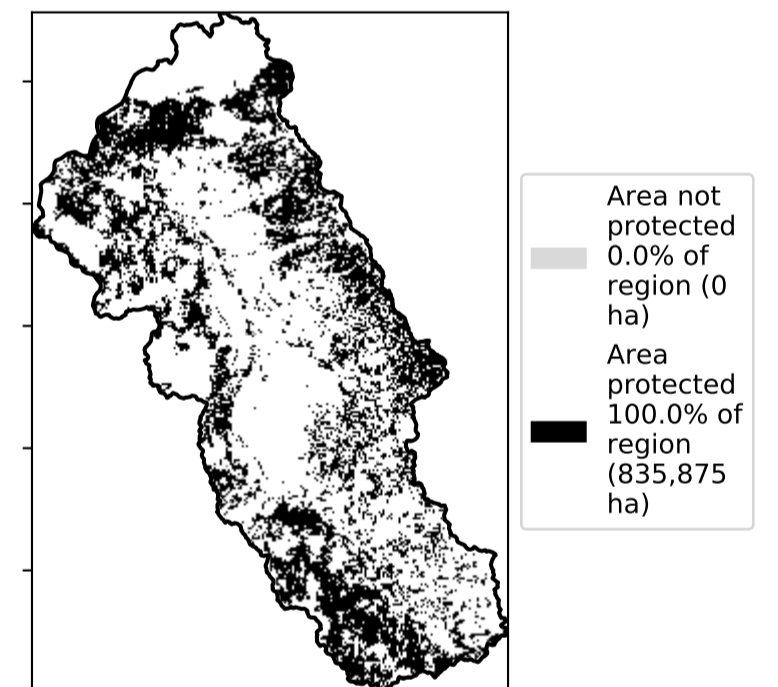 Area not
protected
0.0% of
region (0
ha)
Area
protected
100.0% of
region
(835,875
ha)